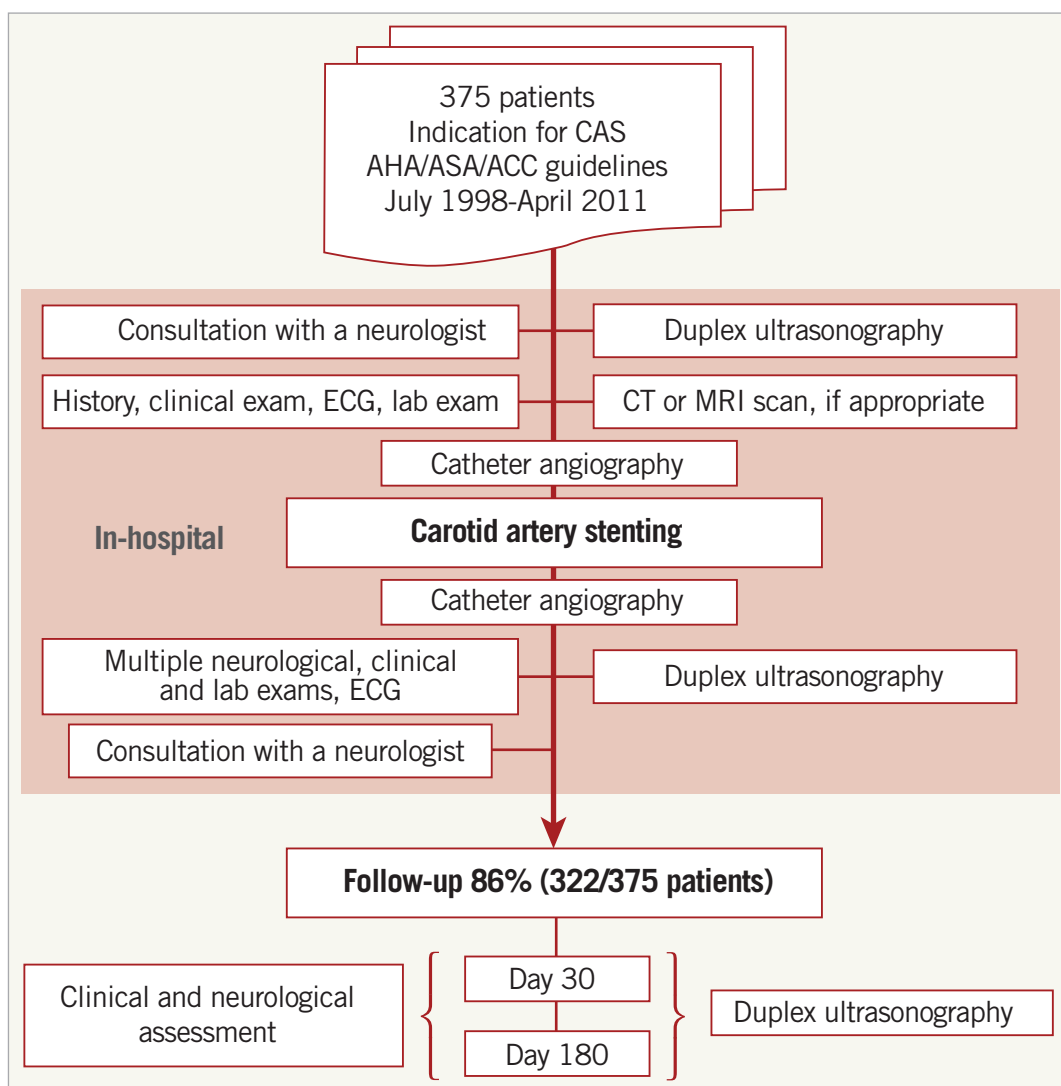 375 patients
Indication for CAS
AHA/ASA/ACC guidelines
July 1998-April 2011
Consultation with a neurologist
Duplex ultrasonography
History, clinical exam, ECG, lab exam
CT or MRI scan, if appropriate
Catheter angiography
In-hospital
Carotid artery stenting
Catheter angiography
Multiple neurological, clinical
and lab exams, ECG
Duplex ultrasonography
Consultation with a neurologist
Follow-up 86% (322/375 patients)
Clinical and neurological
assessment
Day 30
Day 180
Duplex ultrasonography